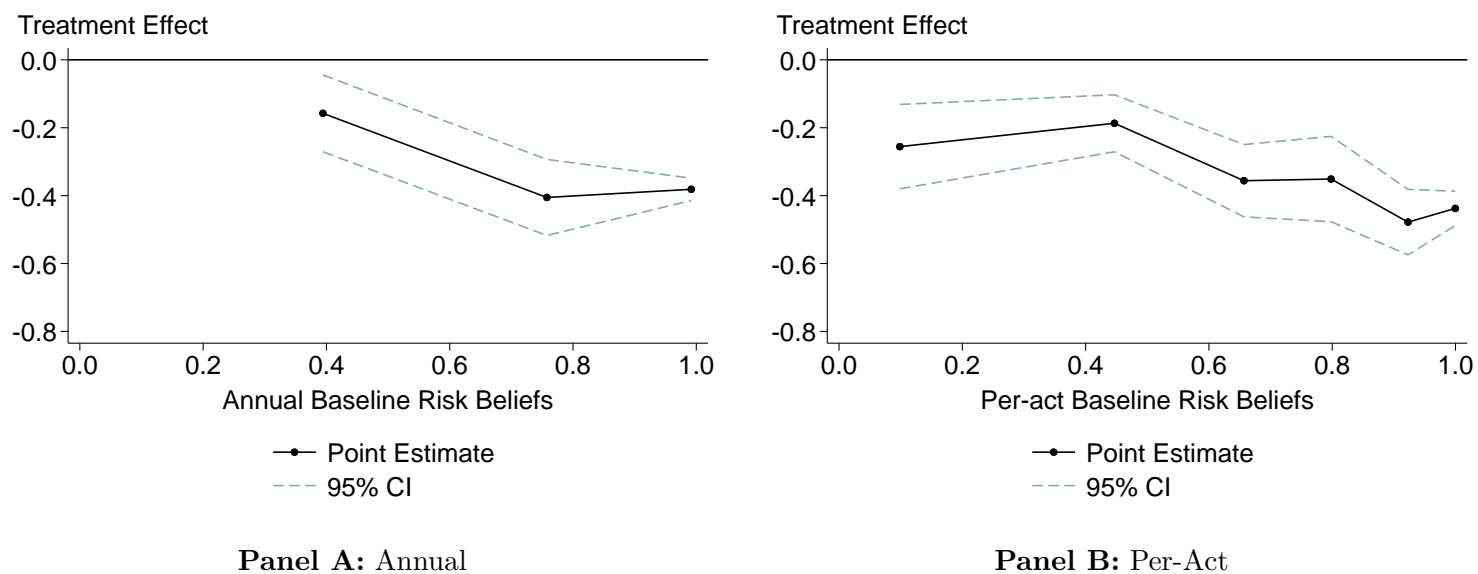 Treatment Effect
0.0
-0.2
-0.4
-0.6
-0.8
0.0 0.2 0.4 0.6 0.8 1.0
Annual Baseline Risk Beliefs
Point Estimate
95% CI
Panel A: Annual
Treatment Effect
0.0
-0.2
-0.4
-0.6
-0.8
0.0 0.2 0.4 0.6 0.8 1.0
Per-act Baseline Risk Beliefs
Point Estimate
95% CI
Panel B: Per-Act